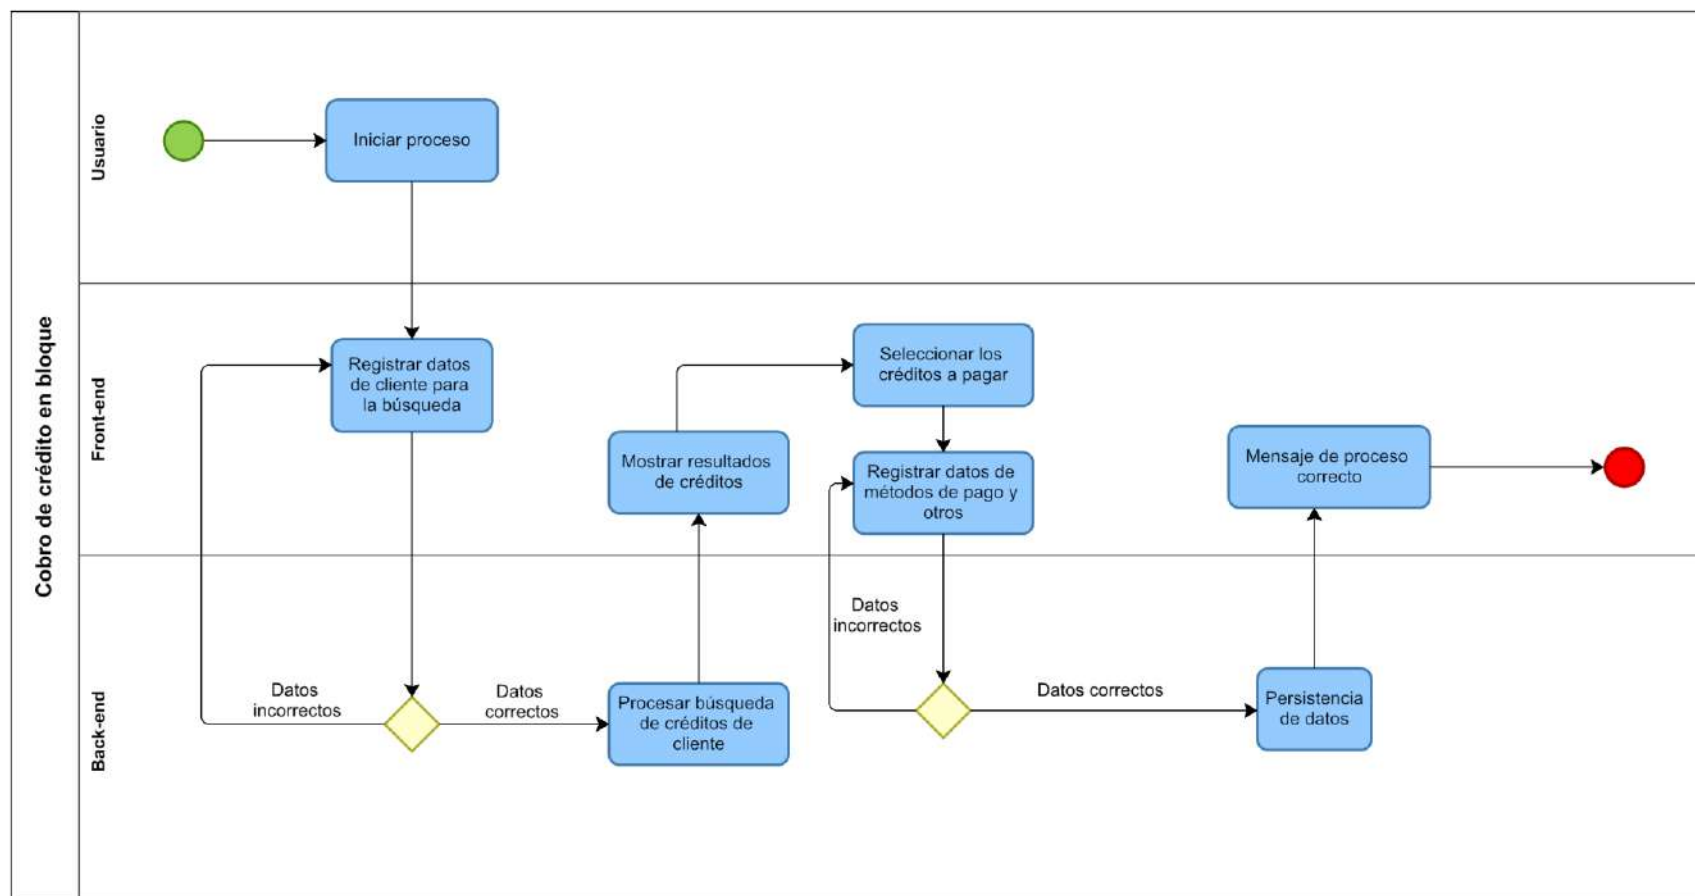 Cobro de crédito en bloque
Usuario
Iniciar proceso
Front-end
Registrar datos
de cliente para
la búsqueda
Mostrar resultados
de créditos
Seleccionar los
créditos a pagar
Registrar datos de
métodos de pago y
otros
Mensaje de proceso
correcto
Back-end
Datos
incorrectos
Datos
correctos
Procesar búsqueda
de créditos de
cliente
Datos
incorrectos
Datos correctos
Persistencia
de datos